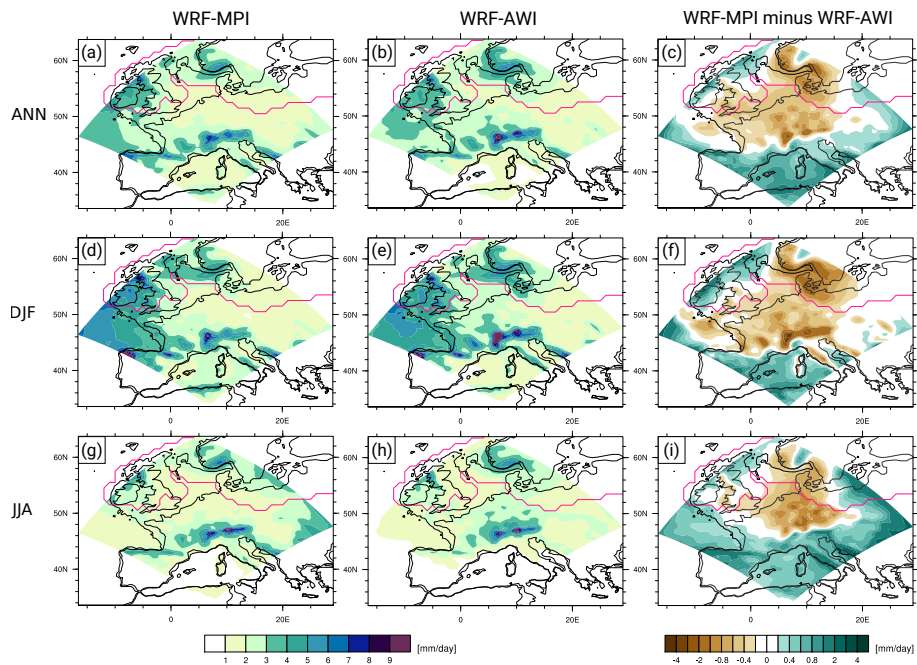 WRF-MPI WRF-AWI WRF-MPI minus WRF-AWI
ANN
(a) 60N 50N 40N 0 20E
(b) 60N 50N 40N 0 20E
(c) 60N 50N 40N 0 20E
DJF
(d) 60N 50N 40N 0 20E
(e) 60N 50N 40N 0 20E
(f) 60N 50N 40N 0 20E
JJA
(g) 60N 50N 40N 0 20E
(h) 60N 50N 40N 0 20E
(i) 60N 50N 40N 0 20E
1 2 3 4 5 6 7 8 9 [mm/day]
-4 -2 -0.8 -0.4 0.4 0.8 2 4 [mm/day]